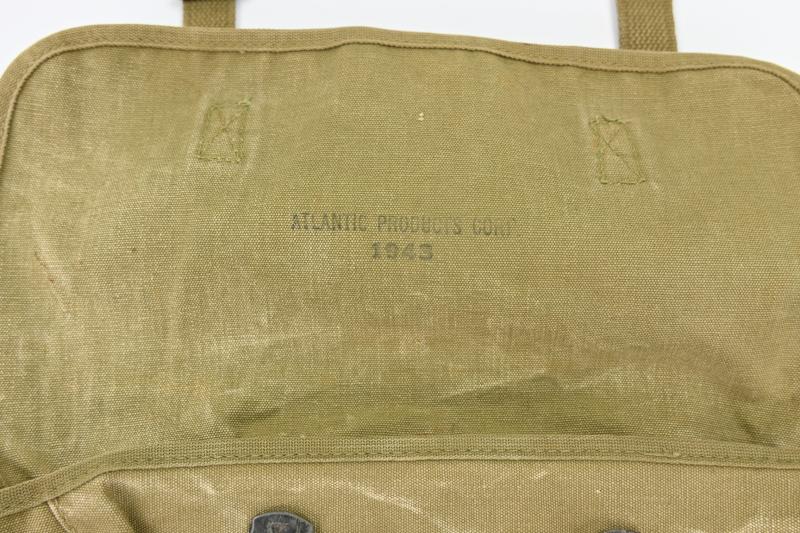 ATLANTIC PRODUCTS CORP.
1943